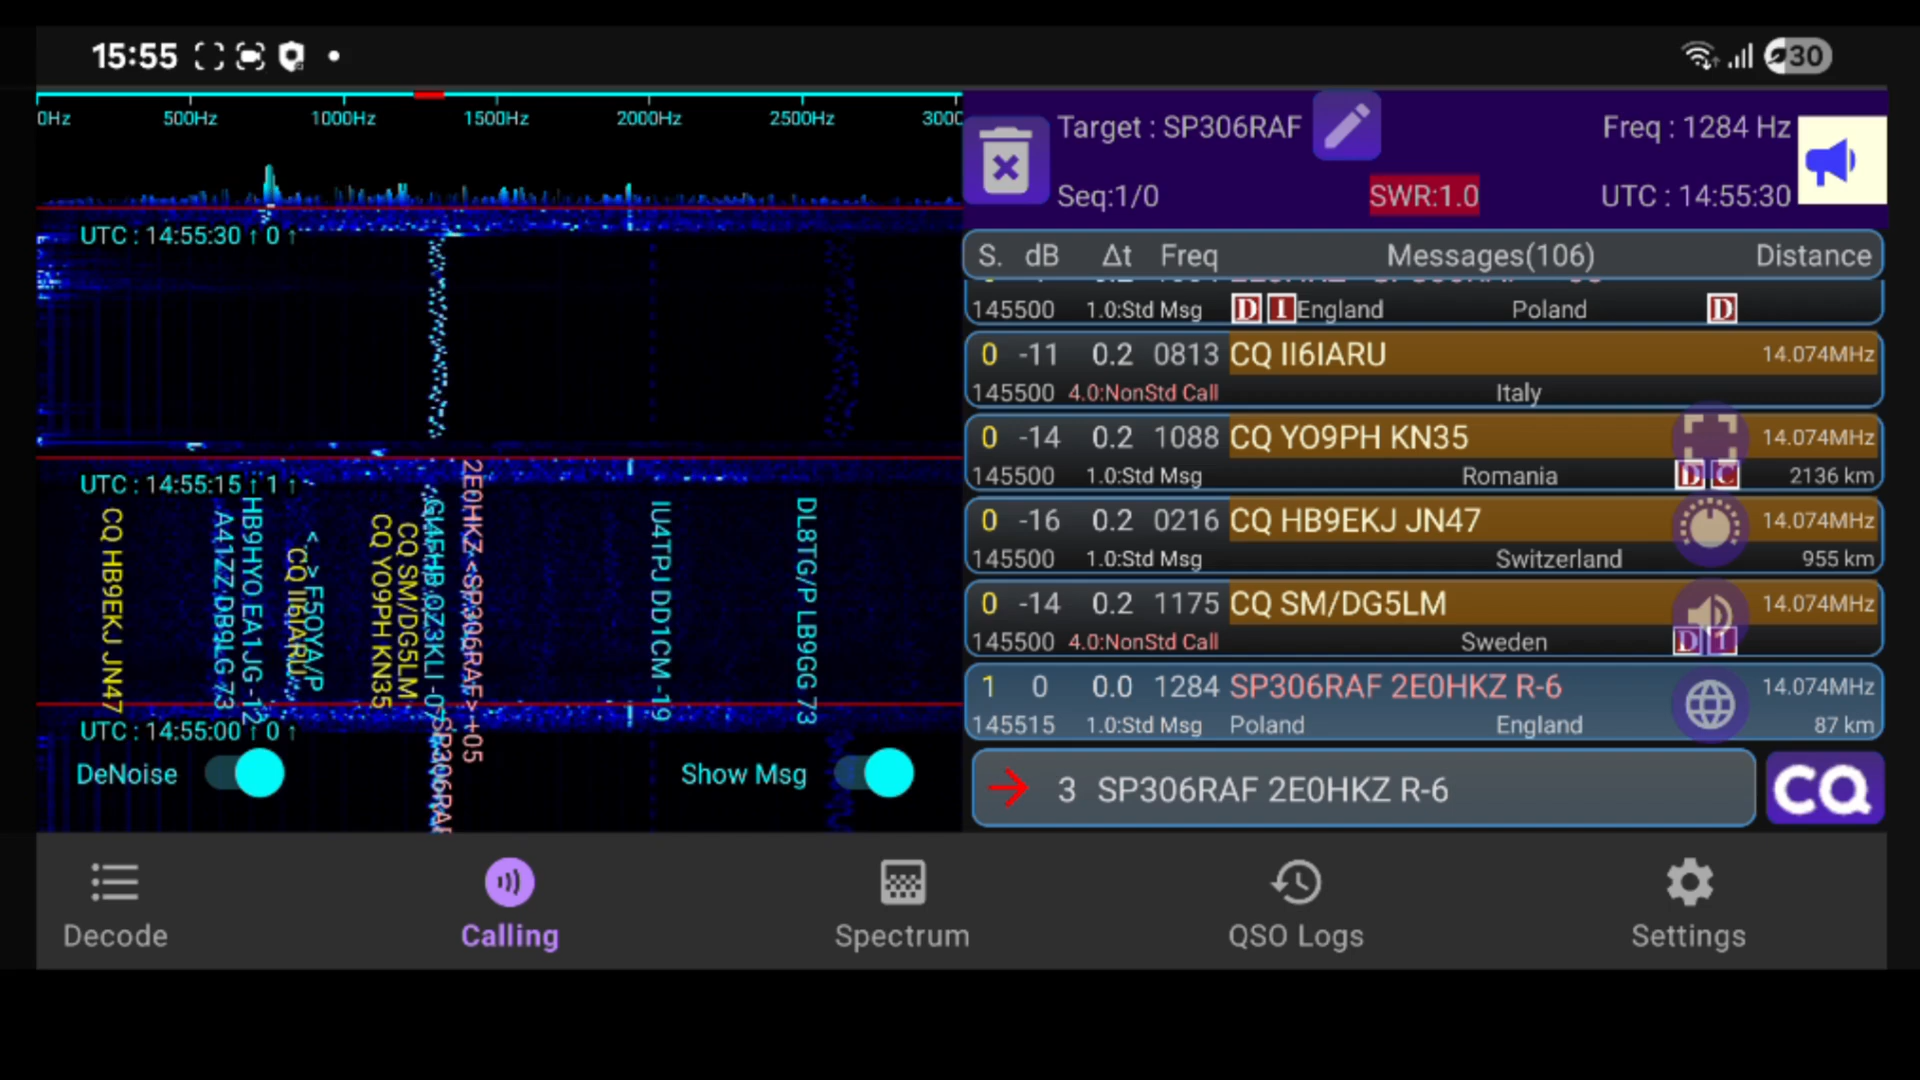 15:55
30
0Hz 500Hz 1000Hz 1500Hz 2000Hz 2500Hz 3000
UTC : 14:55:30 ↑ 0 ↑
UTC : 14:55:15 ↑ 1 ↑
CQ HB9EKJ JN47
A41ZZ DB9LG 73
HB9HYO EA1JG -12
CQ II6IARU
<...> F5OYA/P
CQ YO9PH KN35
CQ SM/DG5LM
OZ3KLI -07
2E0HKZ <SP306RAF> +05
IU4TPJ DD1CM -19
DL8TG/P LB9GG 73
UTC : 14:55:00 ↑ 0 ↑
DeNoise
Show Msg
Target : SP306RAF
Freq : 1284 Hz
Seq:1/0
SWR:1.0
UTC : 14:55:30
S. dB Δt Freq Messages(106) Distance
145500 1.0:Std Msg D I England Poland D
0 -11 0.2 0813 CQ II6IARU 14.074MHz
145500 4.0:NonStd Call Italy
0 -14 0.2 1088 CQ YO9PH KN35 14.074MHz
145500 1.0:Std Msg Romania D C 2136 km
0 -16 0.2 0216 CQ HB9EKJ JN47 14.074MHz
145500 1.0:Std Msg Switzerland 955 km
0 -14 0.2 1175 CQ SM/DG5LM 14.074MHz
145500 4.0:NonStd Call Sweden D I
1 0 0.0 1284 SP306RAF 2E0HKZ R-6 14.074MHz
145515 1.0:Std Msg Poland England 87 km
3 SP306RAF 2E0HKZ R-6
CQ
Decode
Calling
Spectrum
QSO Logs
Settings